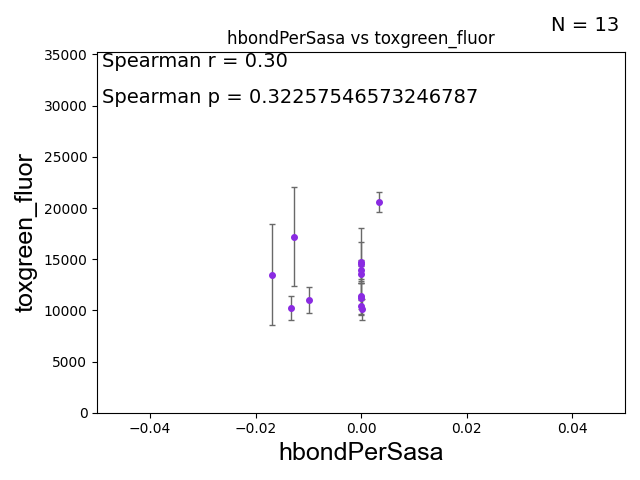 N = 13
hbondPerSasa vs toxgreen_fluor
Spearman r = 0.30
Spearman p = 0.32257546573246787
35000
30000
25000
20000
15000
10000
5000
0
toxgreen_fluor
−0.04
−0.02
0.00
0.02
0.04
hbondPerSasa